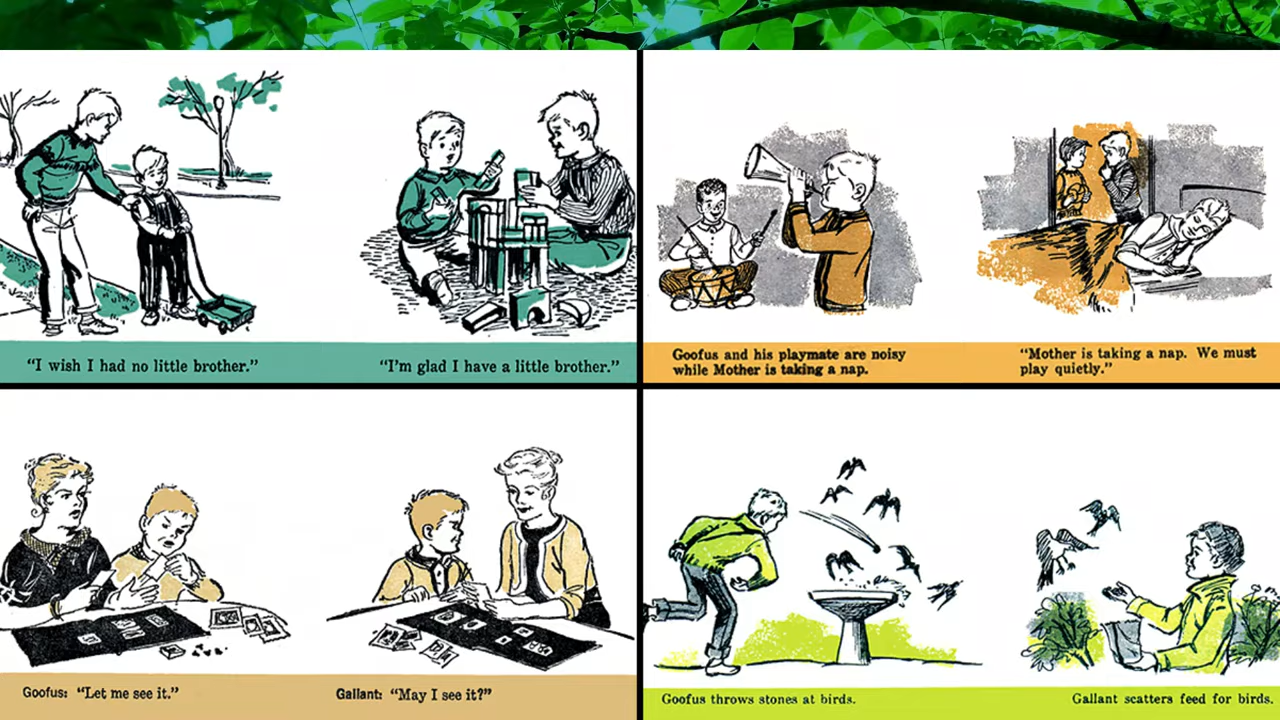 “I wish I had no little brother.”
“I’m glad I have a little brother.”
Goofus and his playmate are noisy
while Mother is taking a nap.
“Mother is taking a nap. We must
play quietly.”
Goofus: “Let me see it.”
Gallant: “May I see it?”
Goofus throws stones at birds.
Gallant scatters feed for birds.